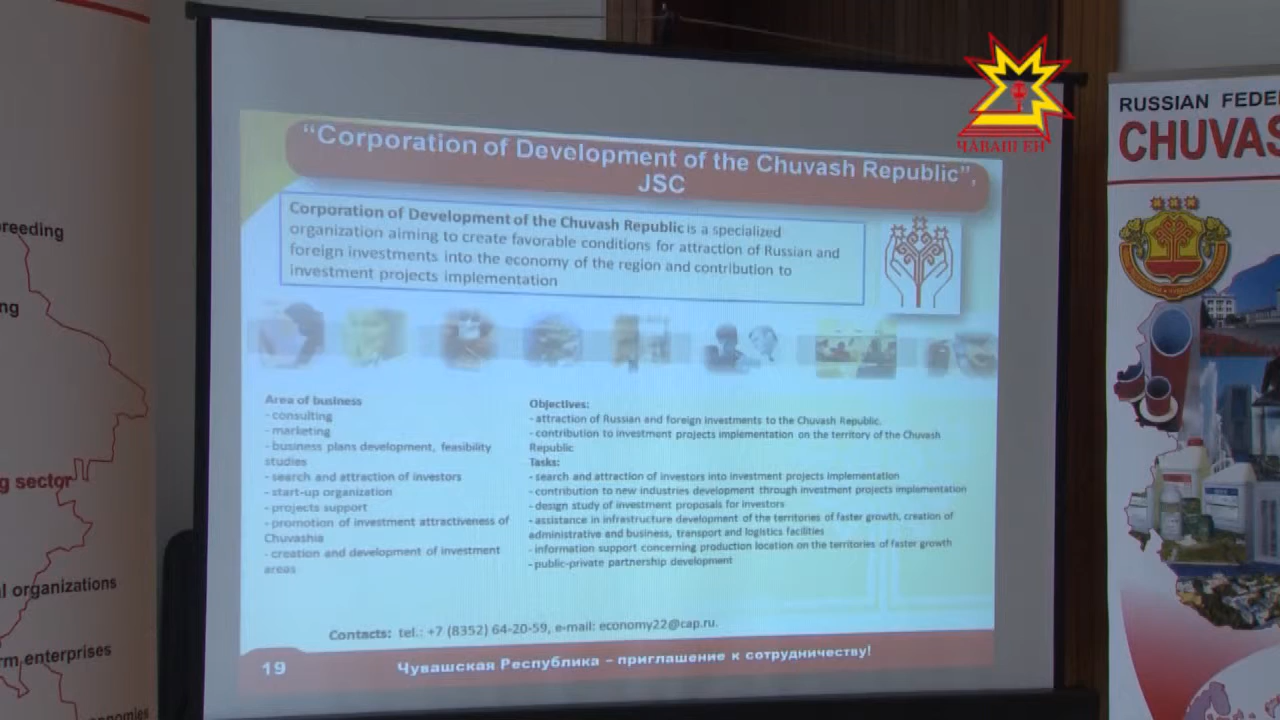 ЧӐВАШ ЕН
RUSSIAN FEDE
CHUVAS
reeding
ng
g sector
l organizations
rm enterprises
onomies
"Corporation of Development of the Chuvash Republic",
JSC
Corporation of Development of the Chuvash Republic is a specialized
organization aiming to create favorable conditions for attraction of Russian and
foreign investments into the economy of the region and contribution to
investment projects implementation
Area of business
- consulting
- marketing
- business plans development, feasibility
studies
- search and attraction of investors
- start-up organization
- projects support
- promotion of investment attractiveness of
Chuvashia
- creation and development of investment
areas
Objectives:
- attraction of Russian and foreign investments to the Chuvash Republic.
- contribution to investment projects implementation on the territory of the Chuvash
Republic
Tasks:
- search and attraction of investors into investment projects implementation
- contribution to new industries development through investment projects implementation
- design study of investment proposals for investors
- assistance in infrastructure development of the territories of faster growth, creation of
administrative and business, transport and logistics facilities
- information support concerning production location on the territories of faster growth
- public-private partnership development
Contacts: tel.: +7 (8352) 64-20-59, e-mail: economy22@cap.ru.
19
Чувашская Республика – приглашение к сотрудничеству!